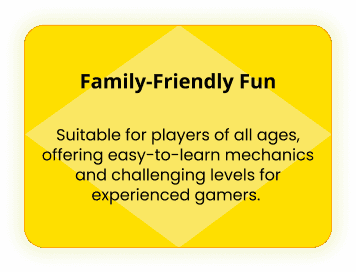 Family-Friendly Fun
Suitable for players of all ages,
offering easy-to-learn mechanics
and challenging levels for
experienced gamers.